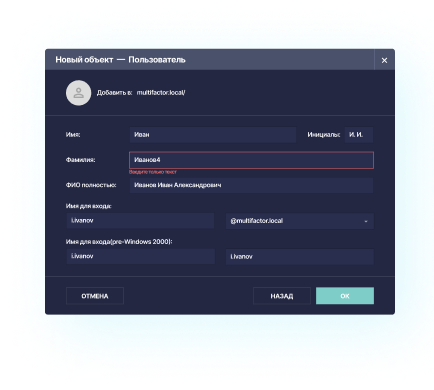 Новый объект — Пользователь
Добавить в: multifactor.local/
Имя: Иван Инициалы: И. И.
Фамилия: Иванов4
Введите только текст
ФИО полностью: Иванов Иван Александрович
Имя для входа:
i.ivanov @multifactor.local
Имя для входа(pre-Windows 2000):
i.ivanov i.ivanov
ОТМЕНА НАЗАД ОК